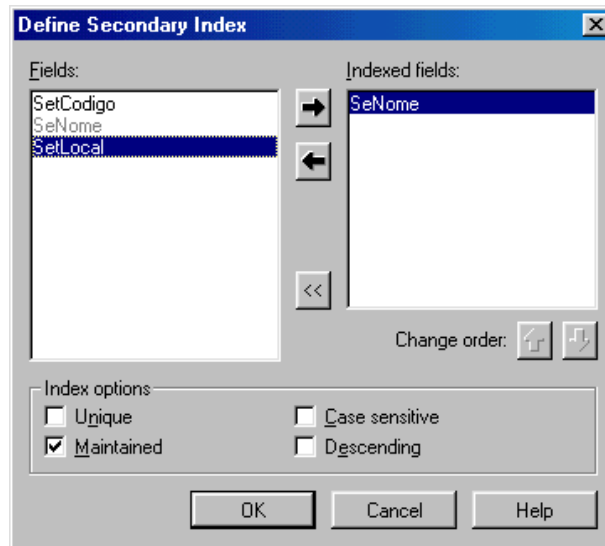 Define Secondary Index
Fields:
SetCodigo
SeNome
SetLocal
<<
Indexed fields:
SeNome
Change order:
Index options
Unique
Case sensitive
Maintained
Descending
OK
Cancel
Help